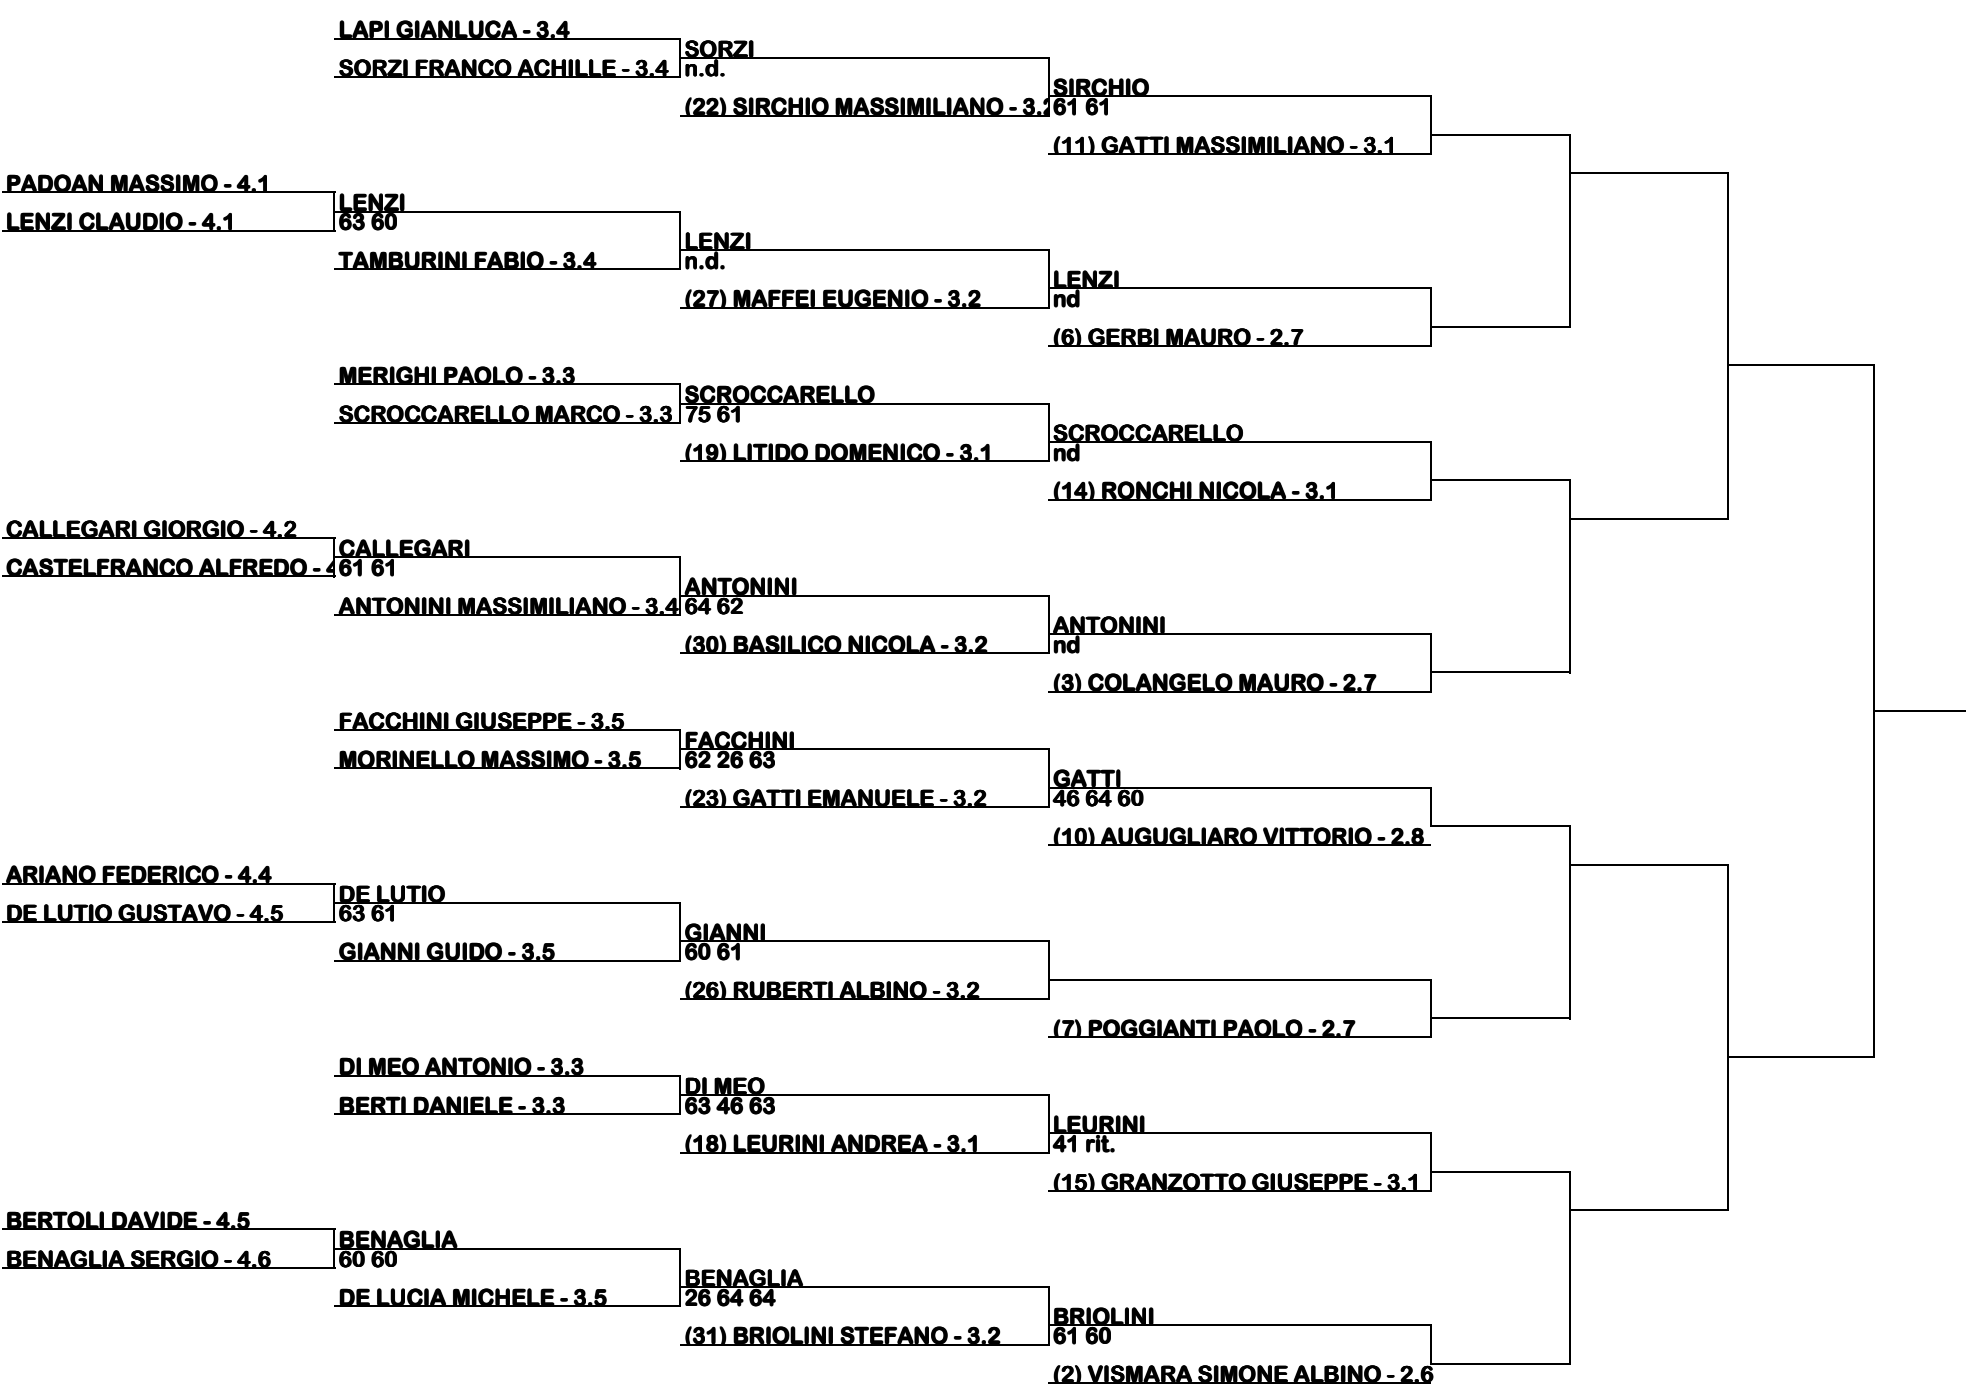 LAPI GIANLUCA - 3.4
SORZI
SORZI FRANCO ACHILLE - 3.4
n.d.
SIRCHIO
(22) SIRCHIO MASSIMILIANO - 3.2
61 61
(11) GATTI MASSIMILIANO - 3.1
PADOAN MASSIMO - 4.1
LENZI
LENZI CLAUDIO - 4.1
63 60
LENZI
TAMBURINI FABIO - 3.4
n.d.
LENZI
(27) MAFFEI EUGENIO - 3.2
nd
(6) GERBI MAURO - 2.7
MERIGHI PAOLO - 3.3
SCROCCARELLO
SCROCCARELLO MARCO - 3.3
75 61
SCROCCARELLO
(19) LITIDO DOMENICO - 3.1
nd
(14) RONCHI NICOLA - 3.1
CALLEGARI GIORGIO - 4.2
CALLEGARI
CASTELFRANCO ALFREDO - 4
61 61
ANTONINI
ANTONINI MASSIMILIANO - 3.4
64 62
ANTONINI
(30) BASILICO NICOLA - 3.2
nd
(3) COLANGELO MAURO - 2.7
FACCHINI GIUSEPPE - 3.5
FACCHINI
MORINELLO MASSIMO - 3.5
62 26 63
GATTI
(23) GATTI EMANUELE - 3.2
46 64 60
(10) AUGUGLIARO VITTORIO - 2.8
ARIANO FEDERICO - 4.4
DE LUTIO
DE LUTIO GUSTAVO - 4.5
63 61
GIANNI
GIANNI GUIDO - 3.5
60 61
(26) RUBERTI ALBINO - 3.2
(7) POGGIANTI PAOLO - 2.7
DI MEO ANTONIO - 3.3
DI MEO
BERTI DANIELE - 3.3
63 46 63
LEURINI
(18) LEURINI ANDREA - 3.1
41 rit.
(15) GRANZOTTO GIUSEPPE - 3.1
BERTOLI DAVIDE - 4.5
BENAGLIA
BENAGLIA SERGIO - 4.6
60 60
BENAGLIA
DE LUCIA MICHELE - 3.5
26 64 64
BRIOLINI
(31) BRIOLINI STEFANO - 3.2
61 60
(2) VISMARA SIMONE ALBINO - 2.6